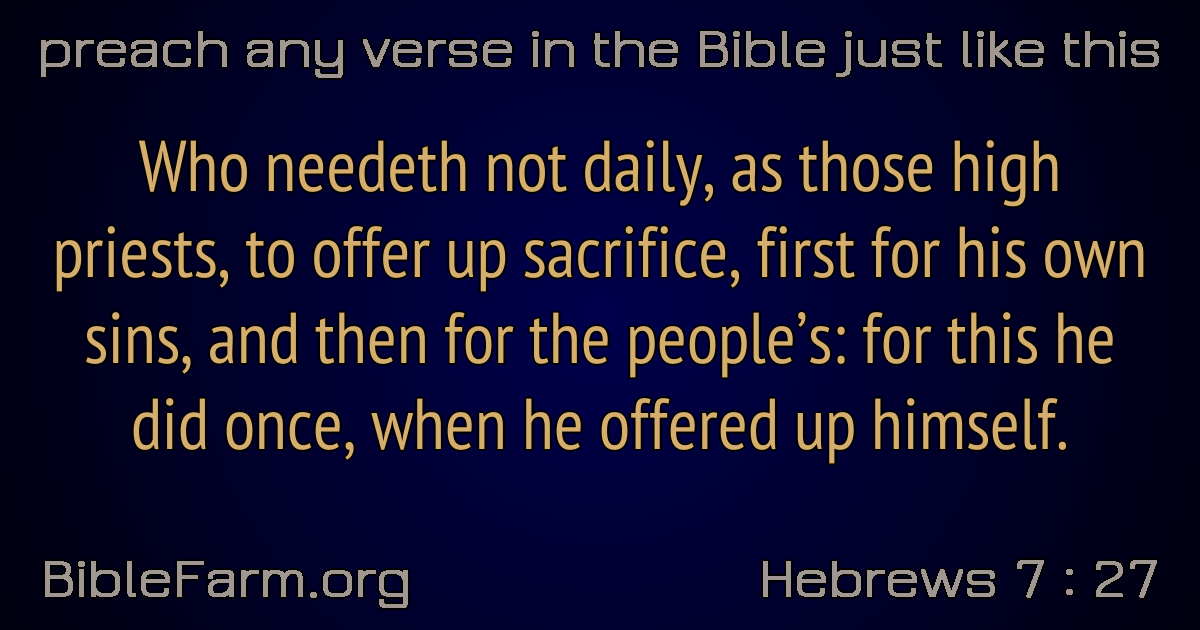 preach any verse in the Bible just like this
Who needeth not daily, as those high
priests, to offer up sacrifice, first for his own
sins, and then for the people’s: for this he
did once, when he offered up himself.
BibleFarm.org
Hebrews 7 : 27